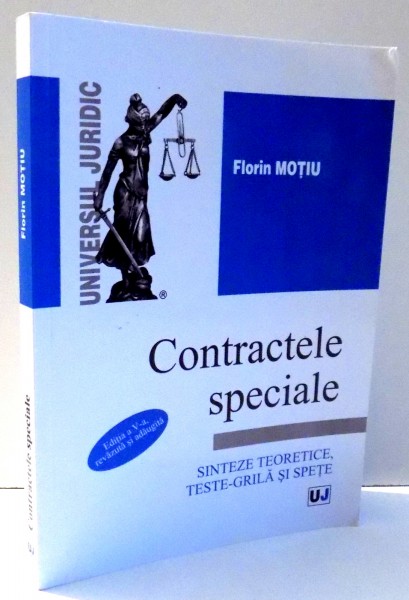 UNIVERSUL JURIDIC
®
Florin MOȚIU
Contractele
speciale
Ediția a V-a,
revăzută și adăugită
SINTEZE TEORETICE,
TESTE-GRILĂ ȘI SPEȚE
UJ
Florin MOȚIU
Contractele speciale
UJ